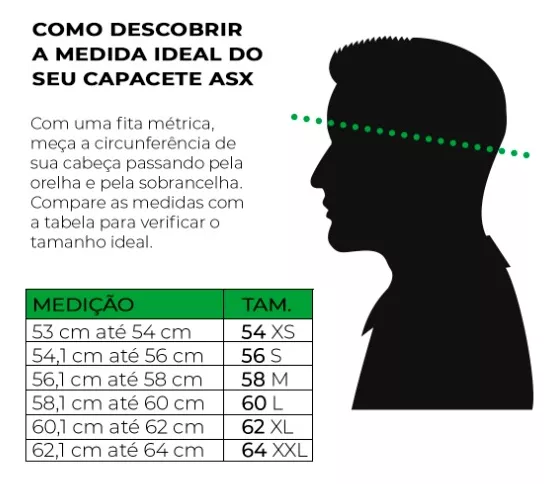 COMO DESCOBRIR
A MEDIDA IDEAL DO
SEU CAPACETE ASX
Com uma fita métrica,
meça a circunferência de
sua cabeça passando pela
orelha e pela sobrancelha.
Compare as medidas com
a tabela para verificar o
tamanho ideal.
MEDIÇÃO TAM.
53 cm até 54 cm 54 XS
54,1 cm até 56 cm 56 S
56,1 cm até 58 cm 58 M
58,1 cm até 60 cm 60 L
60,1 cm até 62 cm 62 XL
62,1 cm até 64 cm 64 XXL